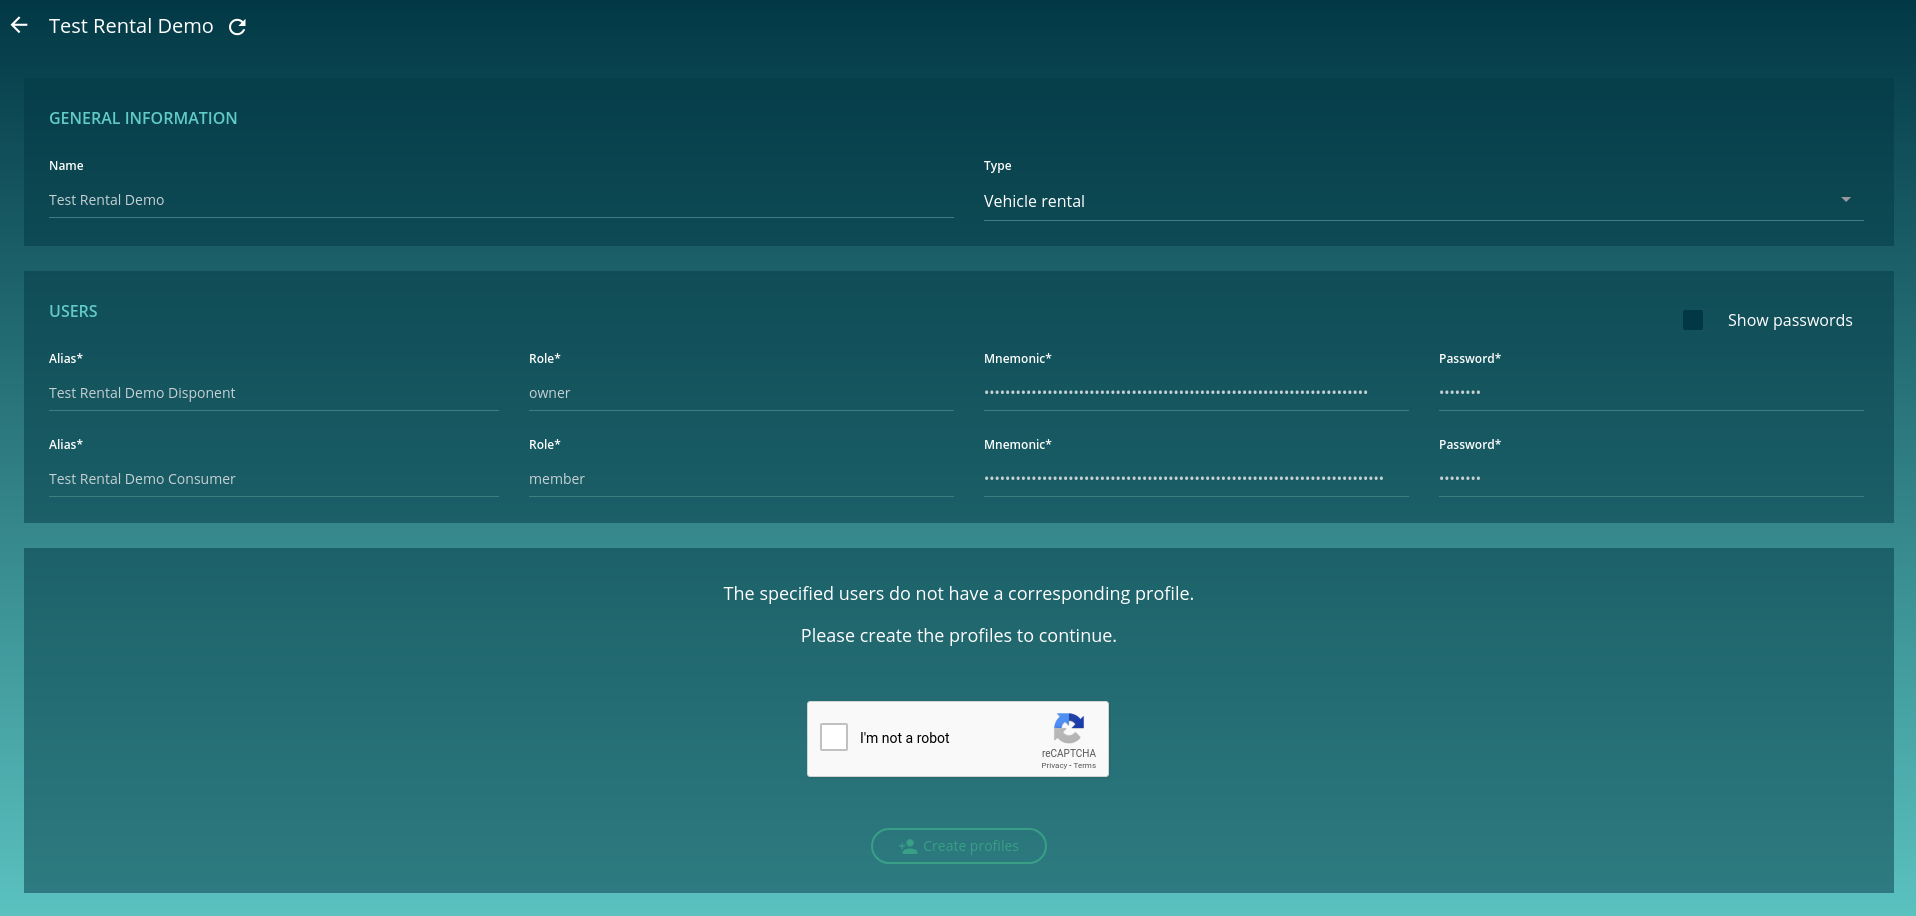 Test Rental Demo
GENERAL INFORMATION
Name
Type
Test Rental Demo
Vehicle rental
USERS
Show passwords
Alias*
Role*
Mnemonic*
Password*
Test Rental Demo Disponent
owner
Alias*
Role*
Mnemonic*
Password*
Test Rental Demo Consumer
member
The specified users do not have a corresponding profile.
Please create the profiles to continue.
I'm not a robot
reCAPTCHA
Privacy - Terms
Create profiles